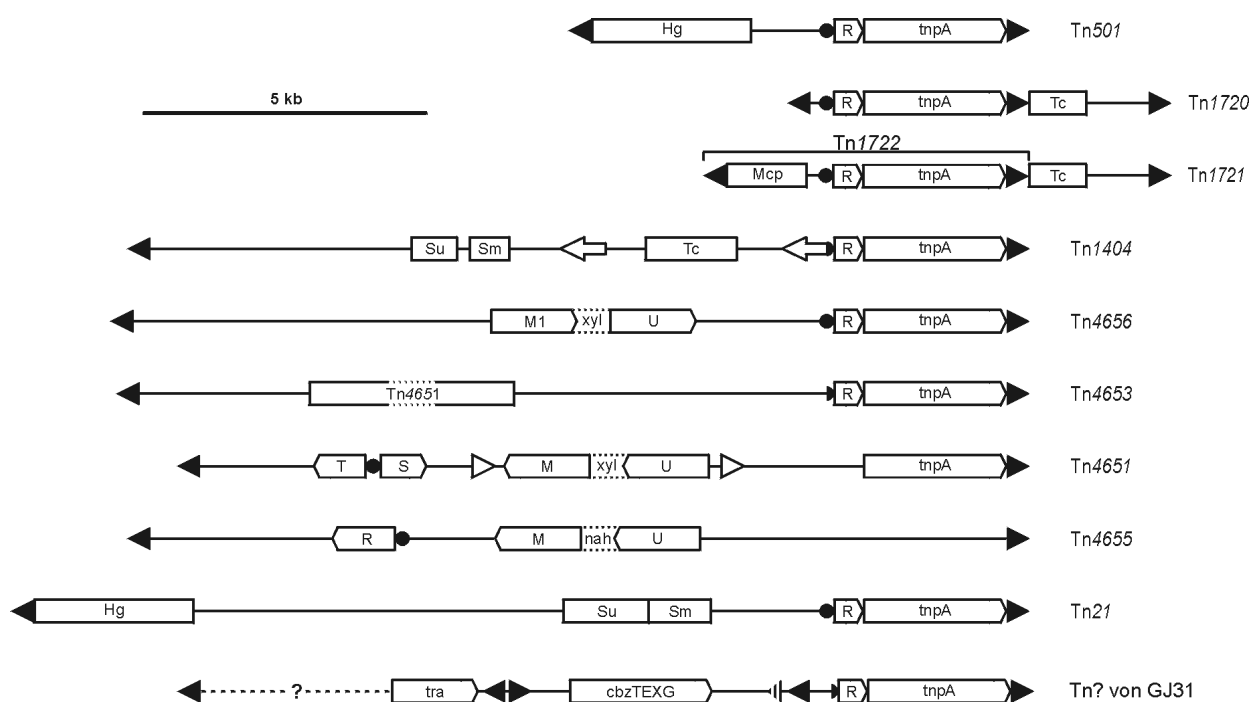 Hg R tnpA Tn501
5 kb
R tnpA Tc Tn1720
Tn1722
Mcp R tnpA Tc Tn1721
Su Sm Tc R tnpA Tn1404
M1 xyl U R tnpA Tn4656
Tn4651 R tnpA Tn4653
T S M xyl U tnpA Tn4651
R M nah U Tn4655
Hg Su Sm R tnpA Tn21
? tra cbzTEXG R tnpA Tn? von GJ31